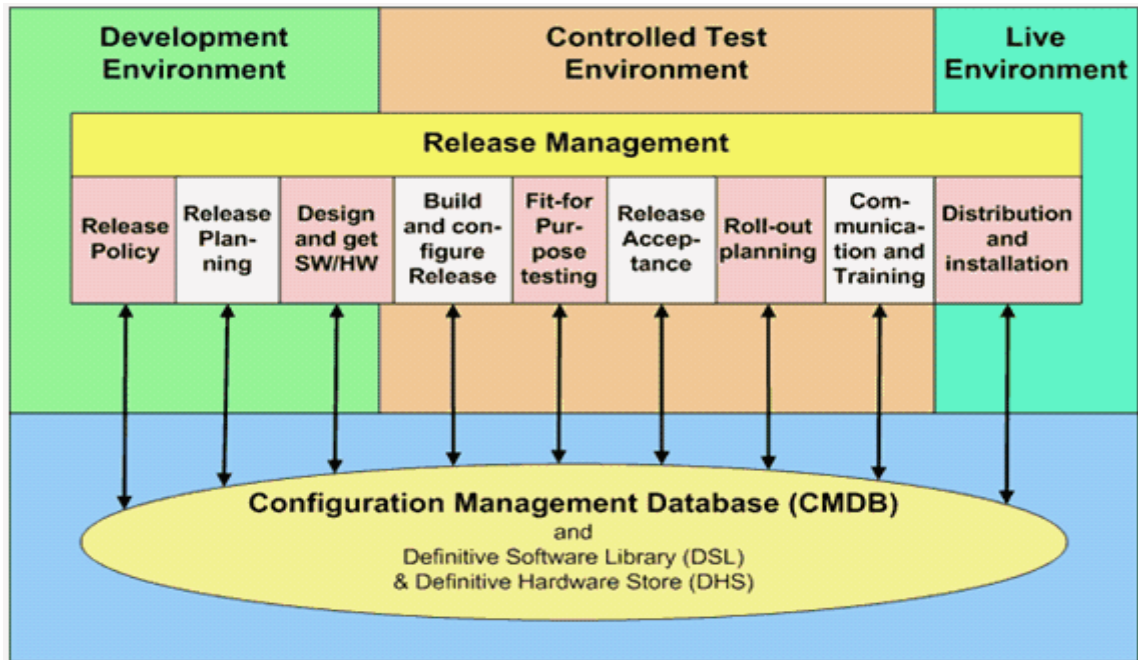 Development
Environment
Controlled Test
Environment
Live
Environment
Release Management
Release
Policy
Release
Plan-
ning
Design
and get
SW/HW
Build
and con-
figure
Release
Fit-for
Pur-
pose
testing
Release
Accep-
tance
Roll-out
planning
Com-
munica-
tion and
Training
Distribution
and
installation
Configuration Management Database (CMDB)
and
Definitive Software Library (DSL)
& Definitive Hardware Store (DHS)